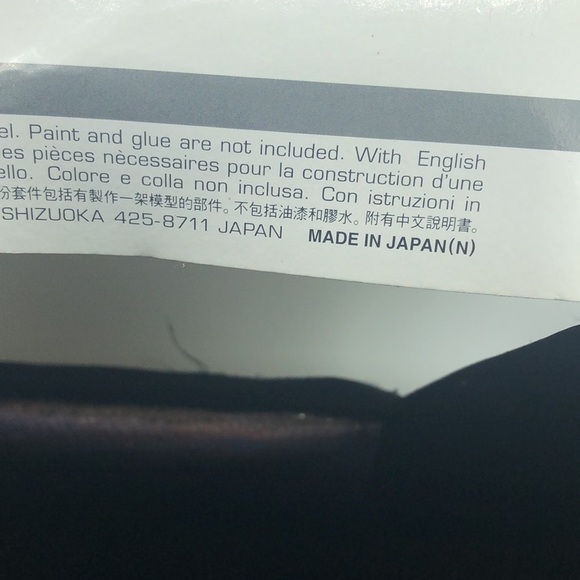 el. Paint and glue are not included. With English
es pièces nècessaires pour la construction d'une
ello. Colore e colla non inclusa. Con istruzioni in
份套件包括有製作一架模型的部件。不包括油漆和膠水。附有中文說明書。
SHIZUOKA 425-8711 JAPAN MADE IN JAPAN(N)